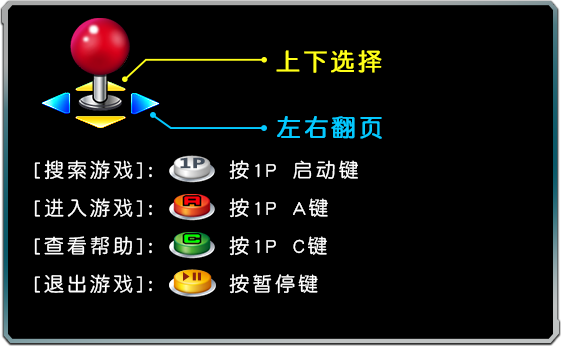 上下选择
左右翻页
[搜索游戏]: 1P 按1P 启动键
[进入游戏]: A 按1P A键
[查看帮助]: C 按1P C键
[退出游戏]: 按暂停键